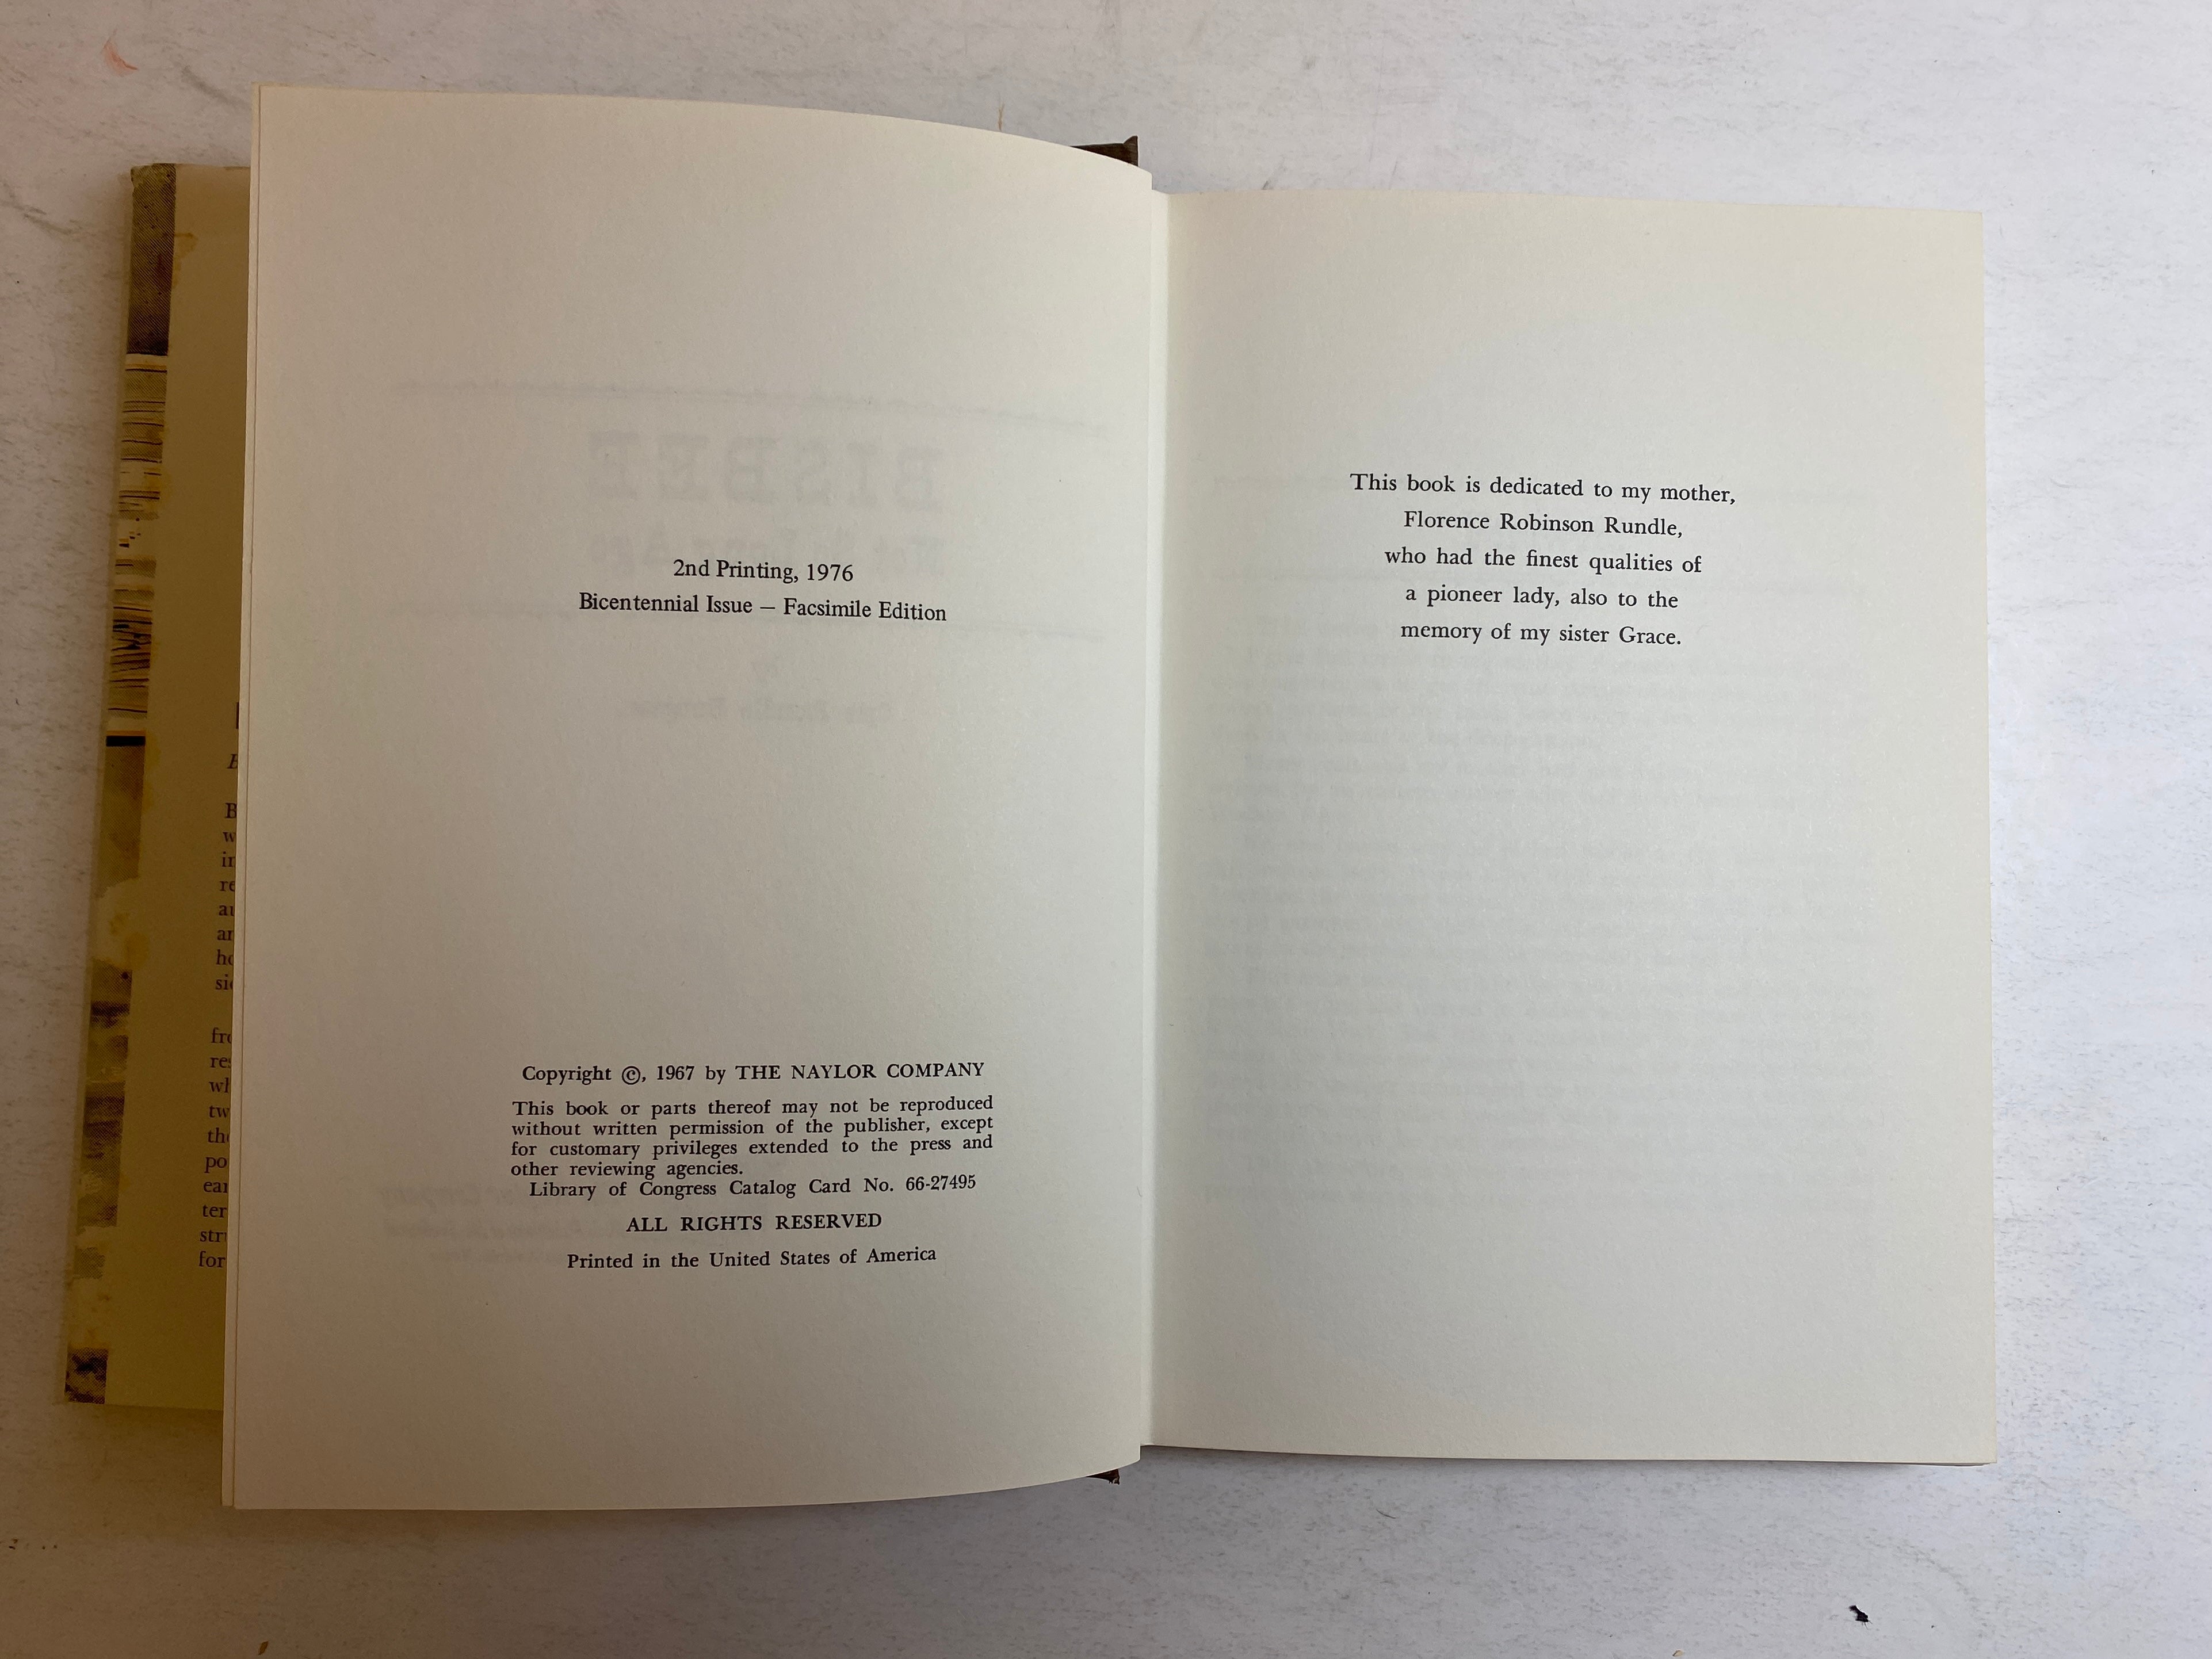 2nd Printing, 1976
Bicentennial Issue — Facsimile Edition
Copyright ©, 1967 by THE NAYLOR COMPANY
This book or parts thereof may not be reproduced
without written permission of the publisher, except
for customary privileges extended to the press and
other reviewing agencies.
Library of Congress Catalog Card No. 66-27495
ALL RIGHTS RESERVED
Printed in the United States of America
This book is dedicated to my mother,
Florence Robinson Rundle,
who had the finest qualities of
a pioneer lady, also to the
memory of my sister Grace.